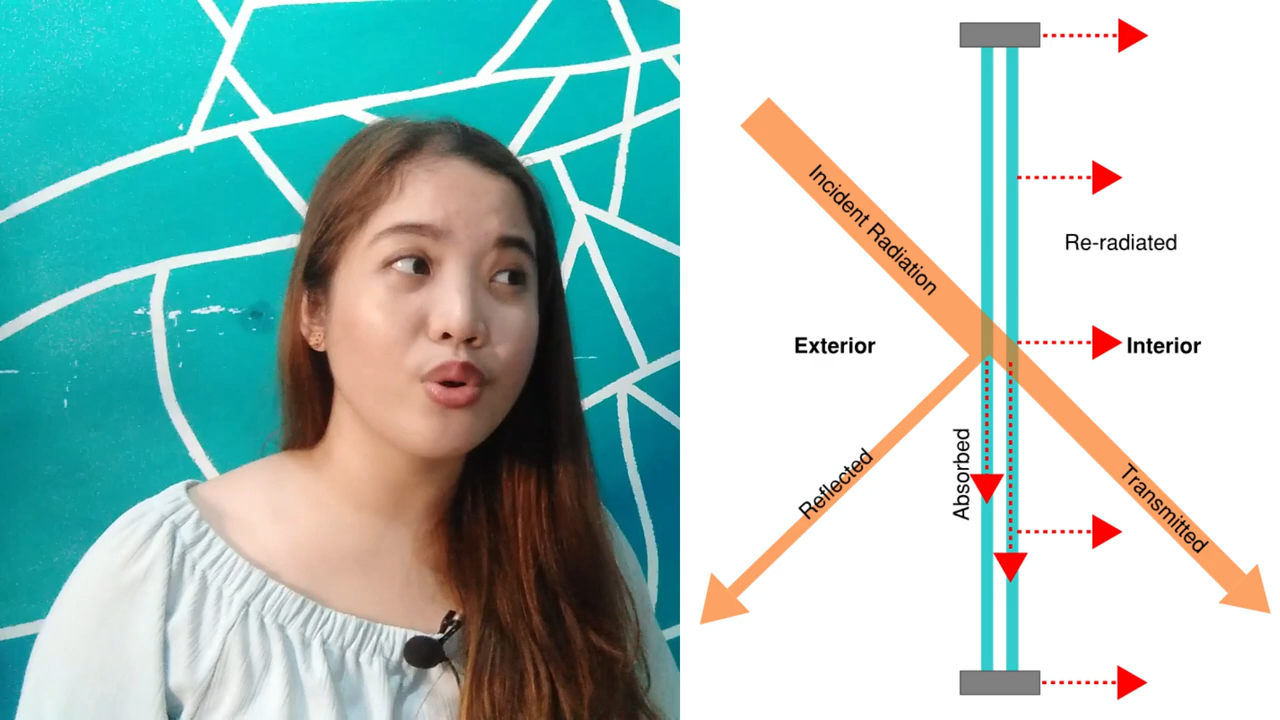 Incident Radiation
Re-radiated
Exterior
Interior
Reflected
Absorbed
Transmitted